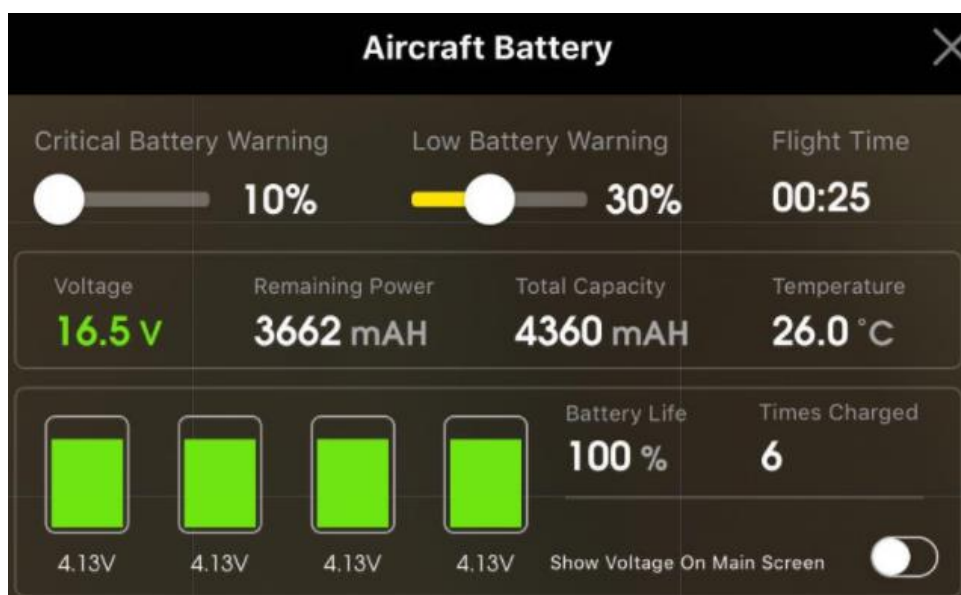 Aircraft Battery
Critical Battery Warning Low Battery Warning Flight Time
10% 30% 00:25
Voltage Remaining Power Total Capacity Temperature
16.5 V 3662 mAH 4360 mAH 26.0 °C
Battery Life Times Charged
100 % 6
4.13V 4.13V 4.13V 4.13V Show Voltage On Main Screen